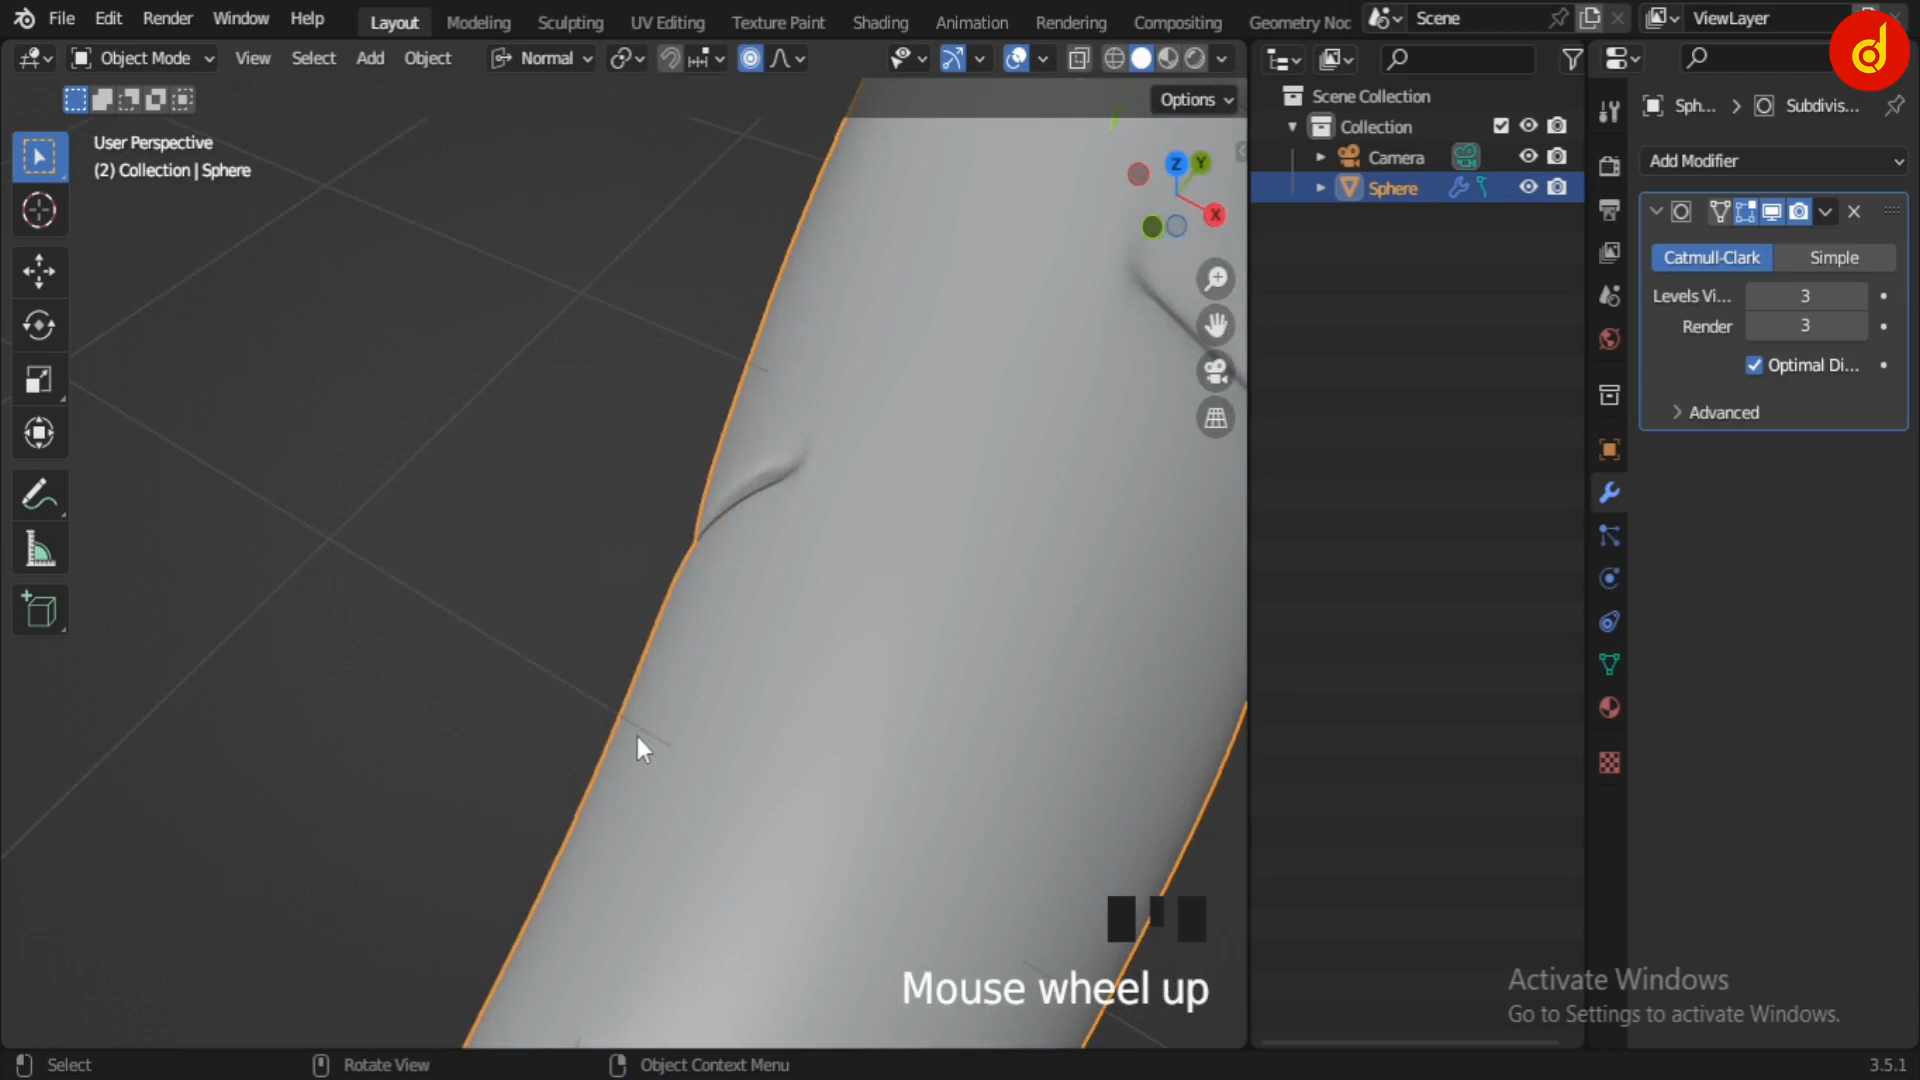 File Edit Render Window Help Layout Modeling Sculpting UV Editing Texture Paint Shading Animation Rendering Compositing Geometry Noc Scene ViewLayer
Object Mode View Select Add Object Normal
Options
User Perspective
(2) Collection | Sphere
Z Y
X
Scene Collection
Collection
Camera
Sphere
Sph... Subdivis...
Add Modifier
Catmull-Clark Simple
Levels Vi... 3
Render 3
Optimal Di...
Advanced
Mouse wheel up
Activate Windows
Go to Settings to activate Windows.
Select Rotate View Object Context Menu 3.5.1